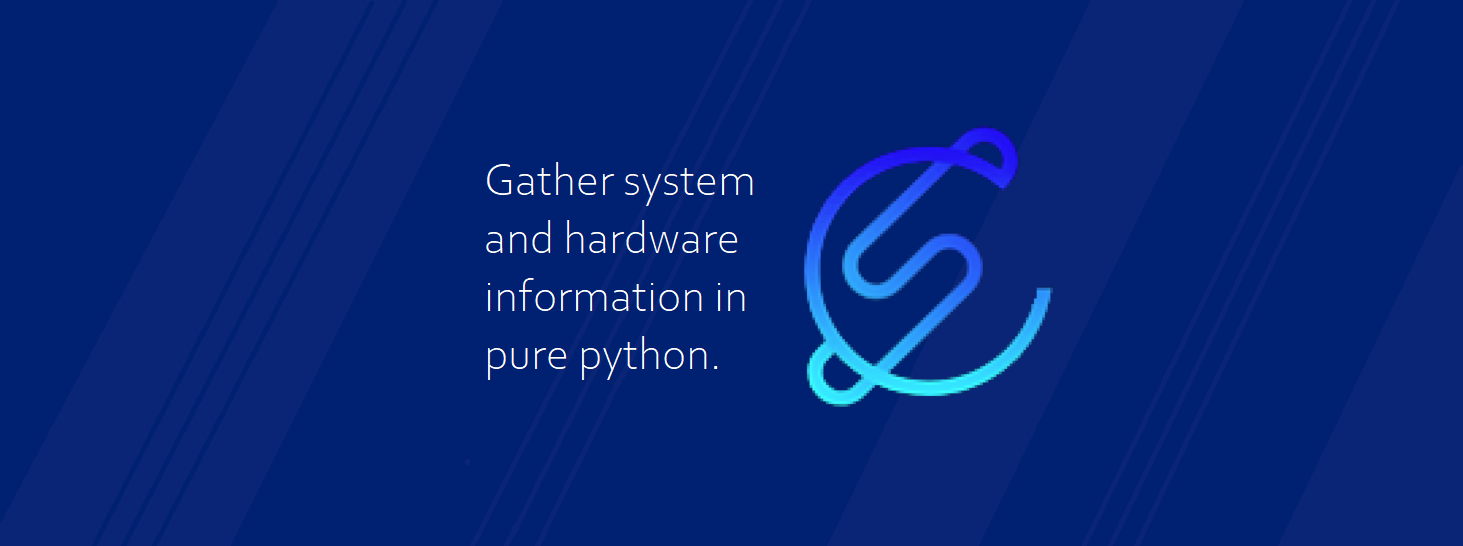 Gather system
and hardware
information in
pure python.